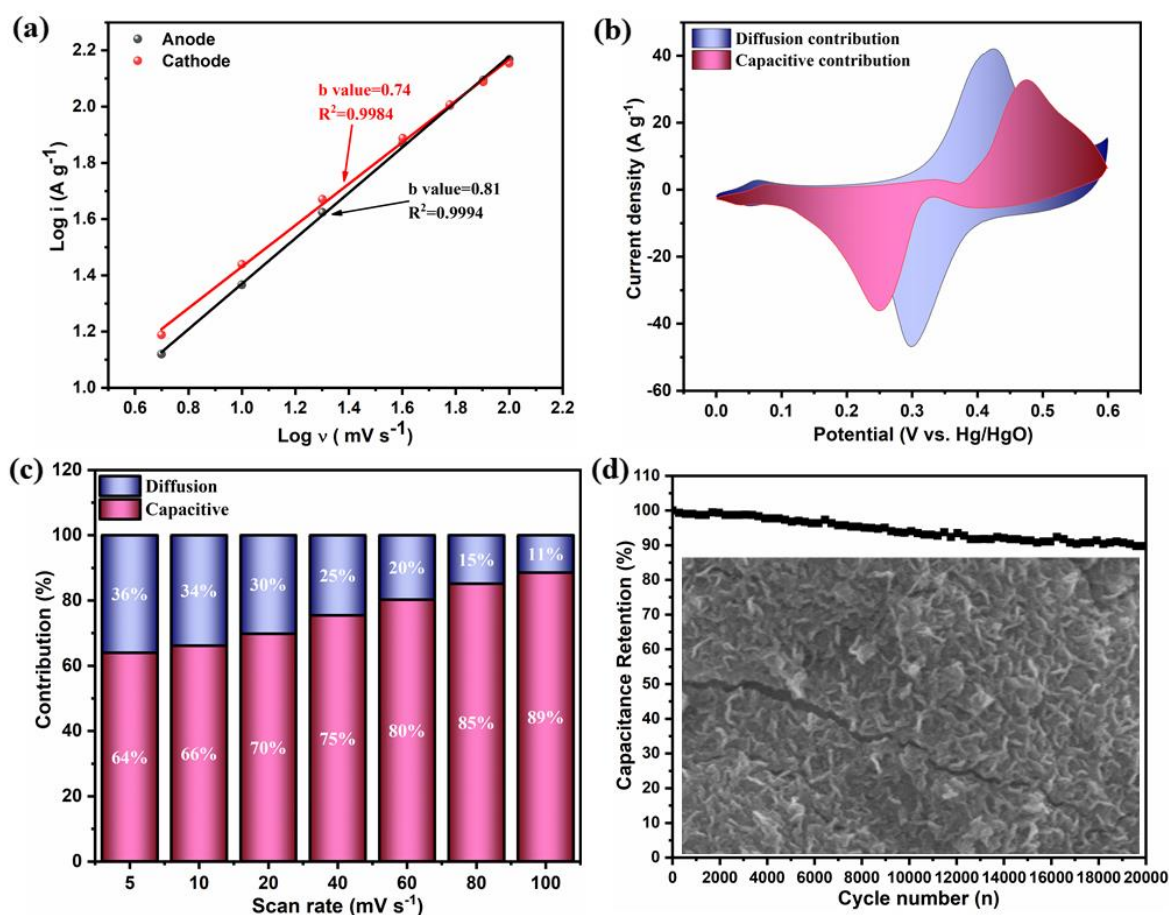 (a)
Anode
Cathode
b value=0.74
R²=0.9984
b value=0.81
R²=0.9994
Log i (A g⁻¹)
2.2
2.0
1.8
1.6
1.4
1.2
1.0
0.6 0.8 1.0 1.2 1.4 1.6 1.8 2.0 2.2
Log ν ( mV s⁻¹)
(b)
Diffusion contribution
Capacitive contribution
Current density (A g⁻¹)
40
20
0
-20
-40
-60
0.0 0.1 0.2 0.3 0.4 0.5 0.6
Potential (V vs. Hg/HgO)
(c)
Diffusion
Capacitive
Contribution (%)
120
100
80
60
40
20
0
36% 34% 30% 25% 20% 15% 11%
64% 66% 70% 75% 80% 85% 89%
5 10 20 40 60 80 100
Scan rate (mV s⁻¹)
(d)
Capacitance Retention (%)
110
100
90
80
70
60
50
40
30
20
10
0
0 2000 4000 6000 8000 10000 12000 14000 16000 18000 20000
Cycle number (n)